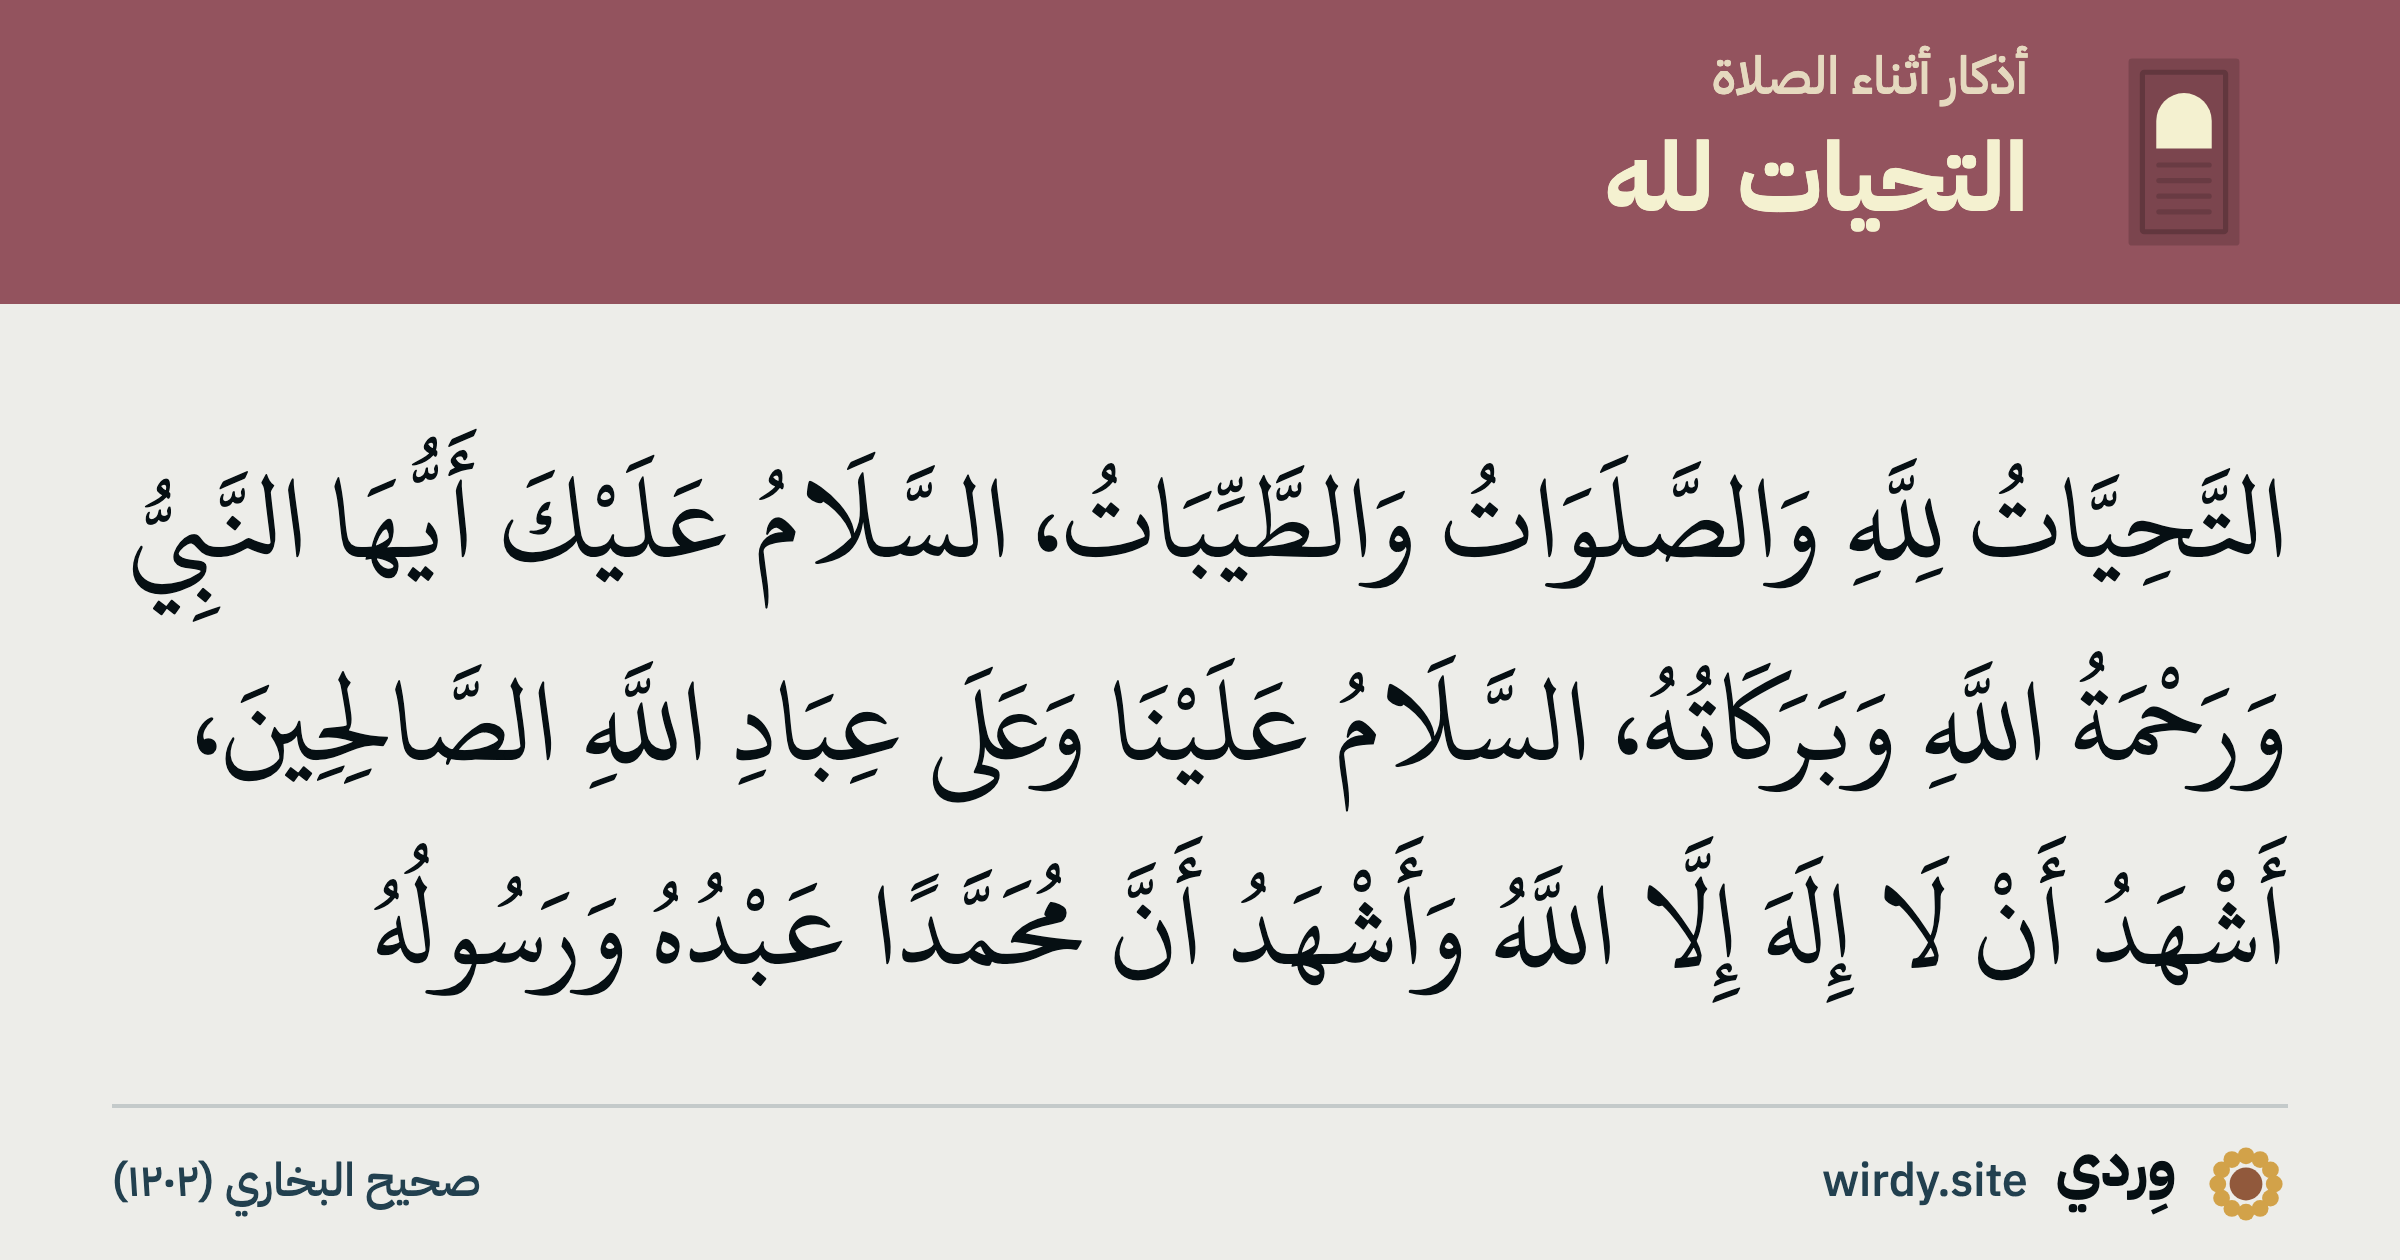 أذكار أثناء الصلاة
التحيات لله
التَّحِيَّاتُ لِلَّهِ وَالصَّلَوَاتُ وَالطَّيِّبَاتُ، السَّلَامُ عَلَيْكَ أَيُّهَا النَّبِيُّ
وَرَحْمَةُ اللَّهِ وَبَرَكَاتُهُ، السَّلَامُ عَلَيْنَا وَعَلَى عِبَادِ اللَّهِ الصَّالِحِينَ،
أَشْهَدُ أَنْ لَا إِلَهَ إِلَّا اللَّهُ وَأَشْهَدُ أَنَّ مُحَمَّدًا عَبْدُهُ وَرَسُولُهُ
وِردي wirdy.site
صحيح البخاري (١٢٠٢)